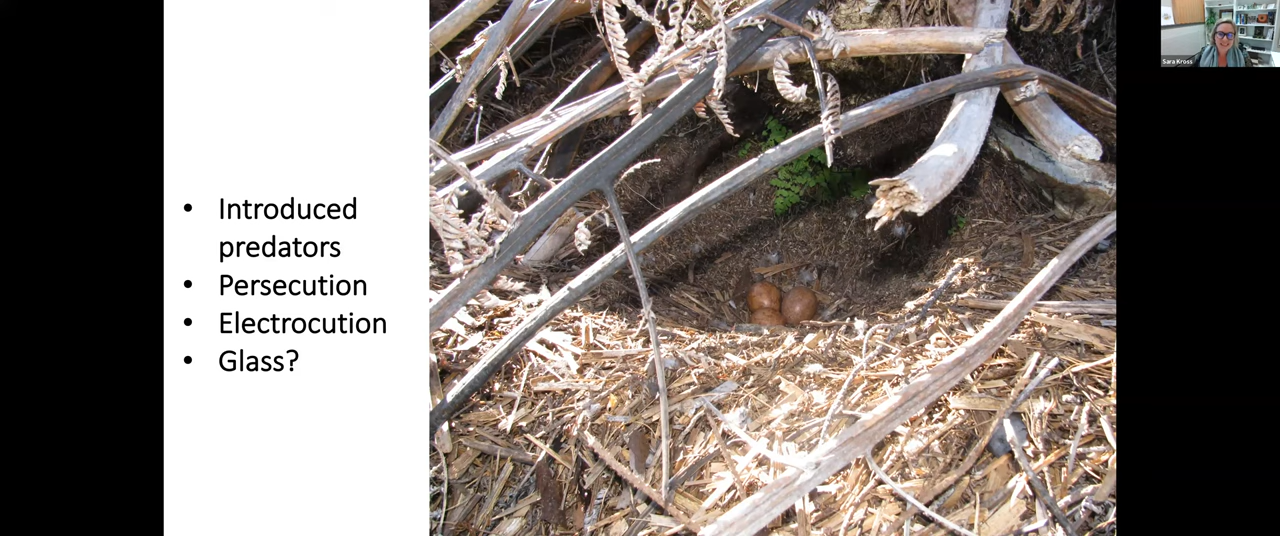 • Introduced
predators
• Persecution
• Electrocution
• Glass?
Sara Kross